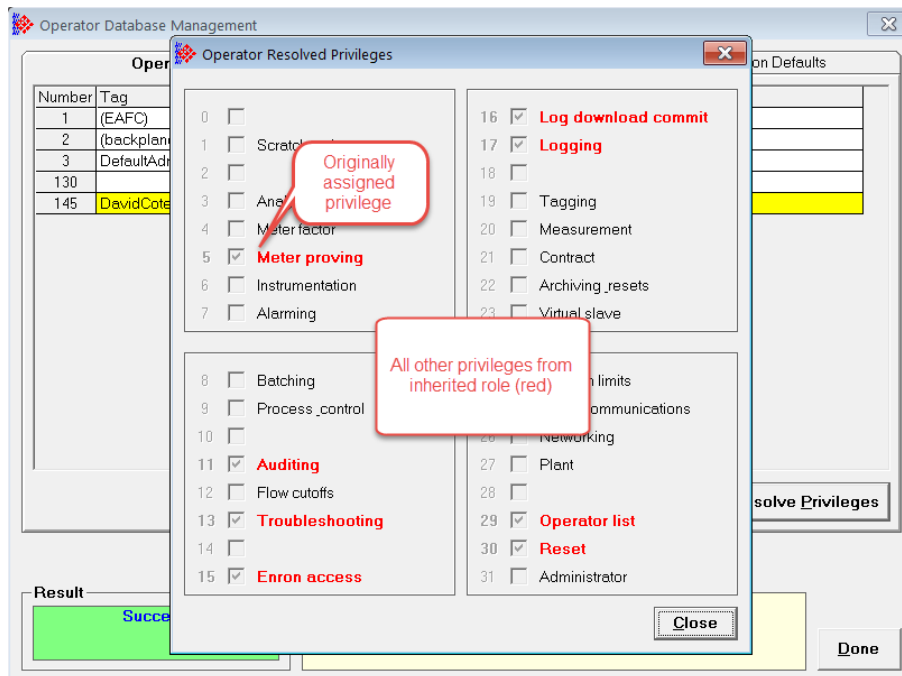 Operator Database Management
Operator Resolved Privileges
Oper
on Defaults
Number Tag
1 (EAFC)
2 (backplan
3 DefaultAdr
130
145 DavidCote
0
1
2
3
4 Meter factor
5 Meter proving
6 Instrumentation
7 Alarming
Originally
assigned
privilege
16 Log download commit
17 Logging
18
19 Tagging
20 Measurement
21 Contract
22 Archiving_resets
23 Virtual slave
All other privileges from
inherited role (red)
8 Batching
9 Process_control
10
11 Auditing
12 Flow cutoffs
13 Troubleshooting
14
15 Enron access
limits
ommunications
26 Networking
27 Plant
28
29 Operator list
30 Reset
31 Administrator
solve Privileges
Result
Succe
Close
Done